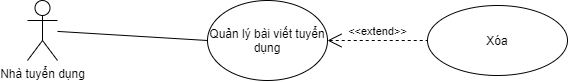 Nhà tuyển dụng
Quản lý bài viết tuyển
dụng
<<extend>>
Xóa